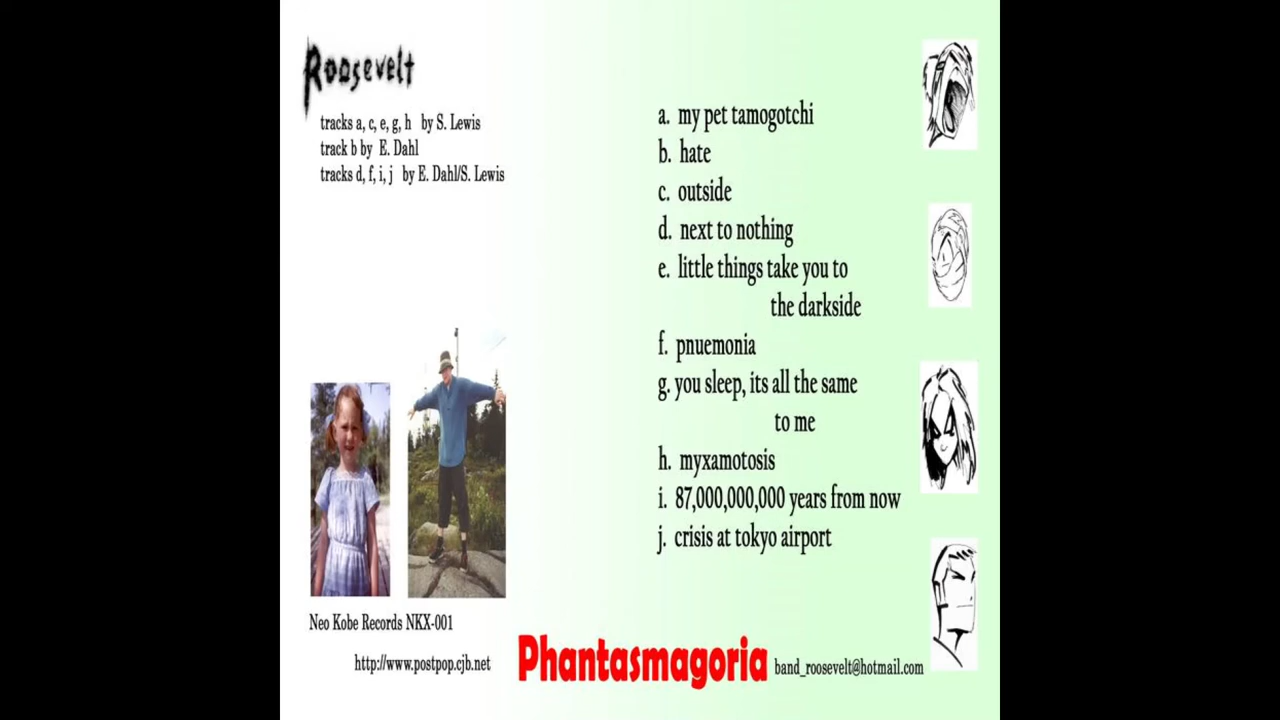 Roosevelt
tracks a, c, e, g, h by S. Lewis
track b by E. Dahl
tracks d, f, i, j by E. Dahl/S. Lewis
a. my pet tamogotchi
b. hate
c. outside
d. next to nothing
e. little things take you to
the darkside
f. pnuemonia
g. you sleep, its all the same
to me
h. myxamotosis
i. 87,000,000,000 years from now
j. crisis at tokyo airport
Neo Kobe Records NKX-001
http://www.postpop.cjb.net
Phantasmagoria
band_roosevelt@hotmail.com